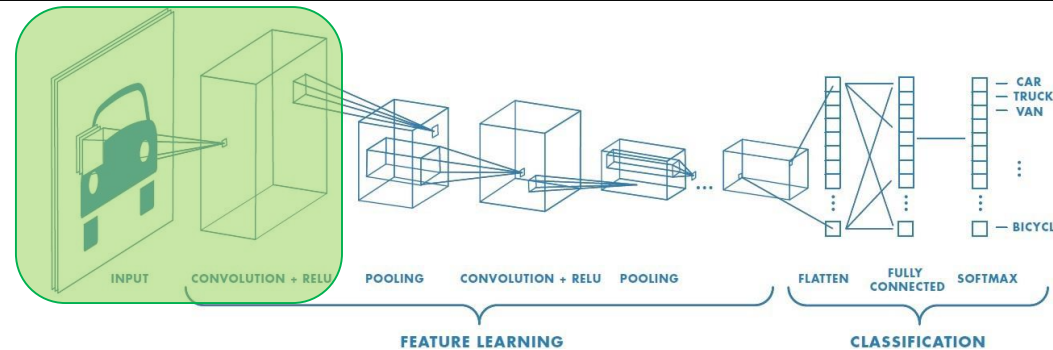 CAR
TRUCK
VAN
BICYCL
INPUT
CONVOLUTION + RELU
POOLING
CONVOLUTION + RELU
POOLING
FLATTEN
FULLY
CONNECTED
SOFTMAX
FEATURE LEARNING
CLASSIFICATION